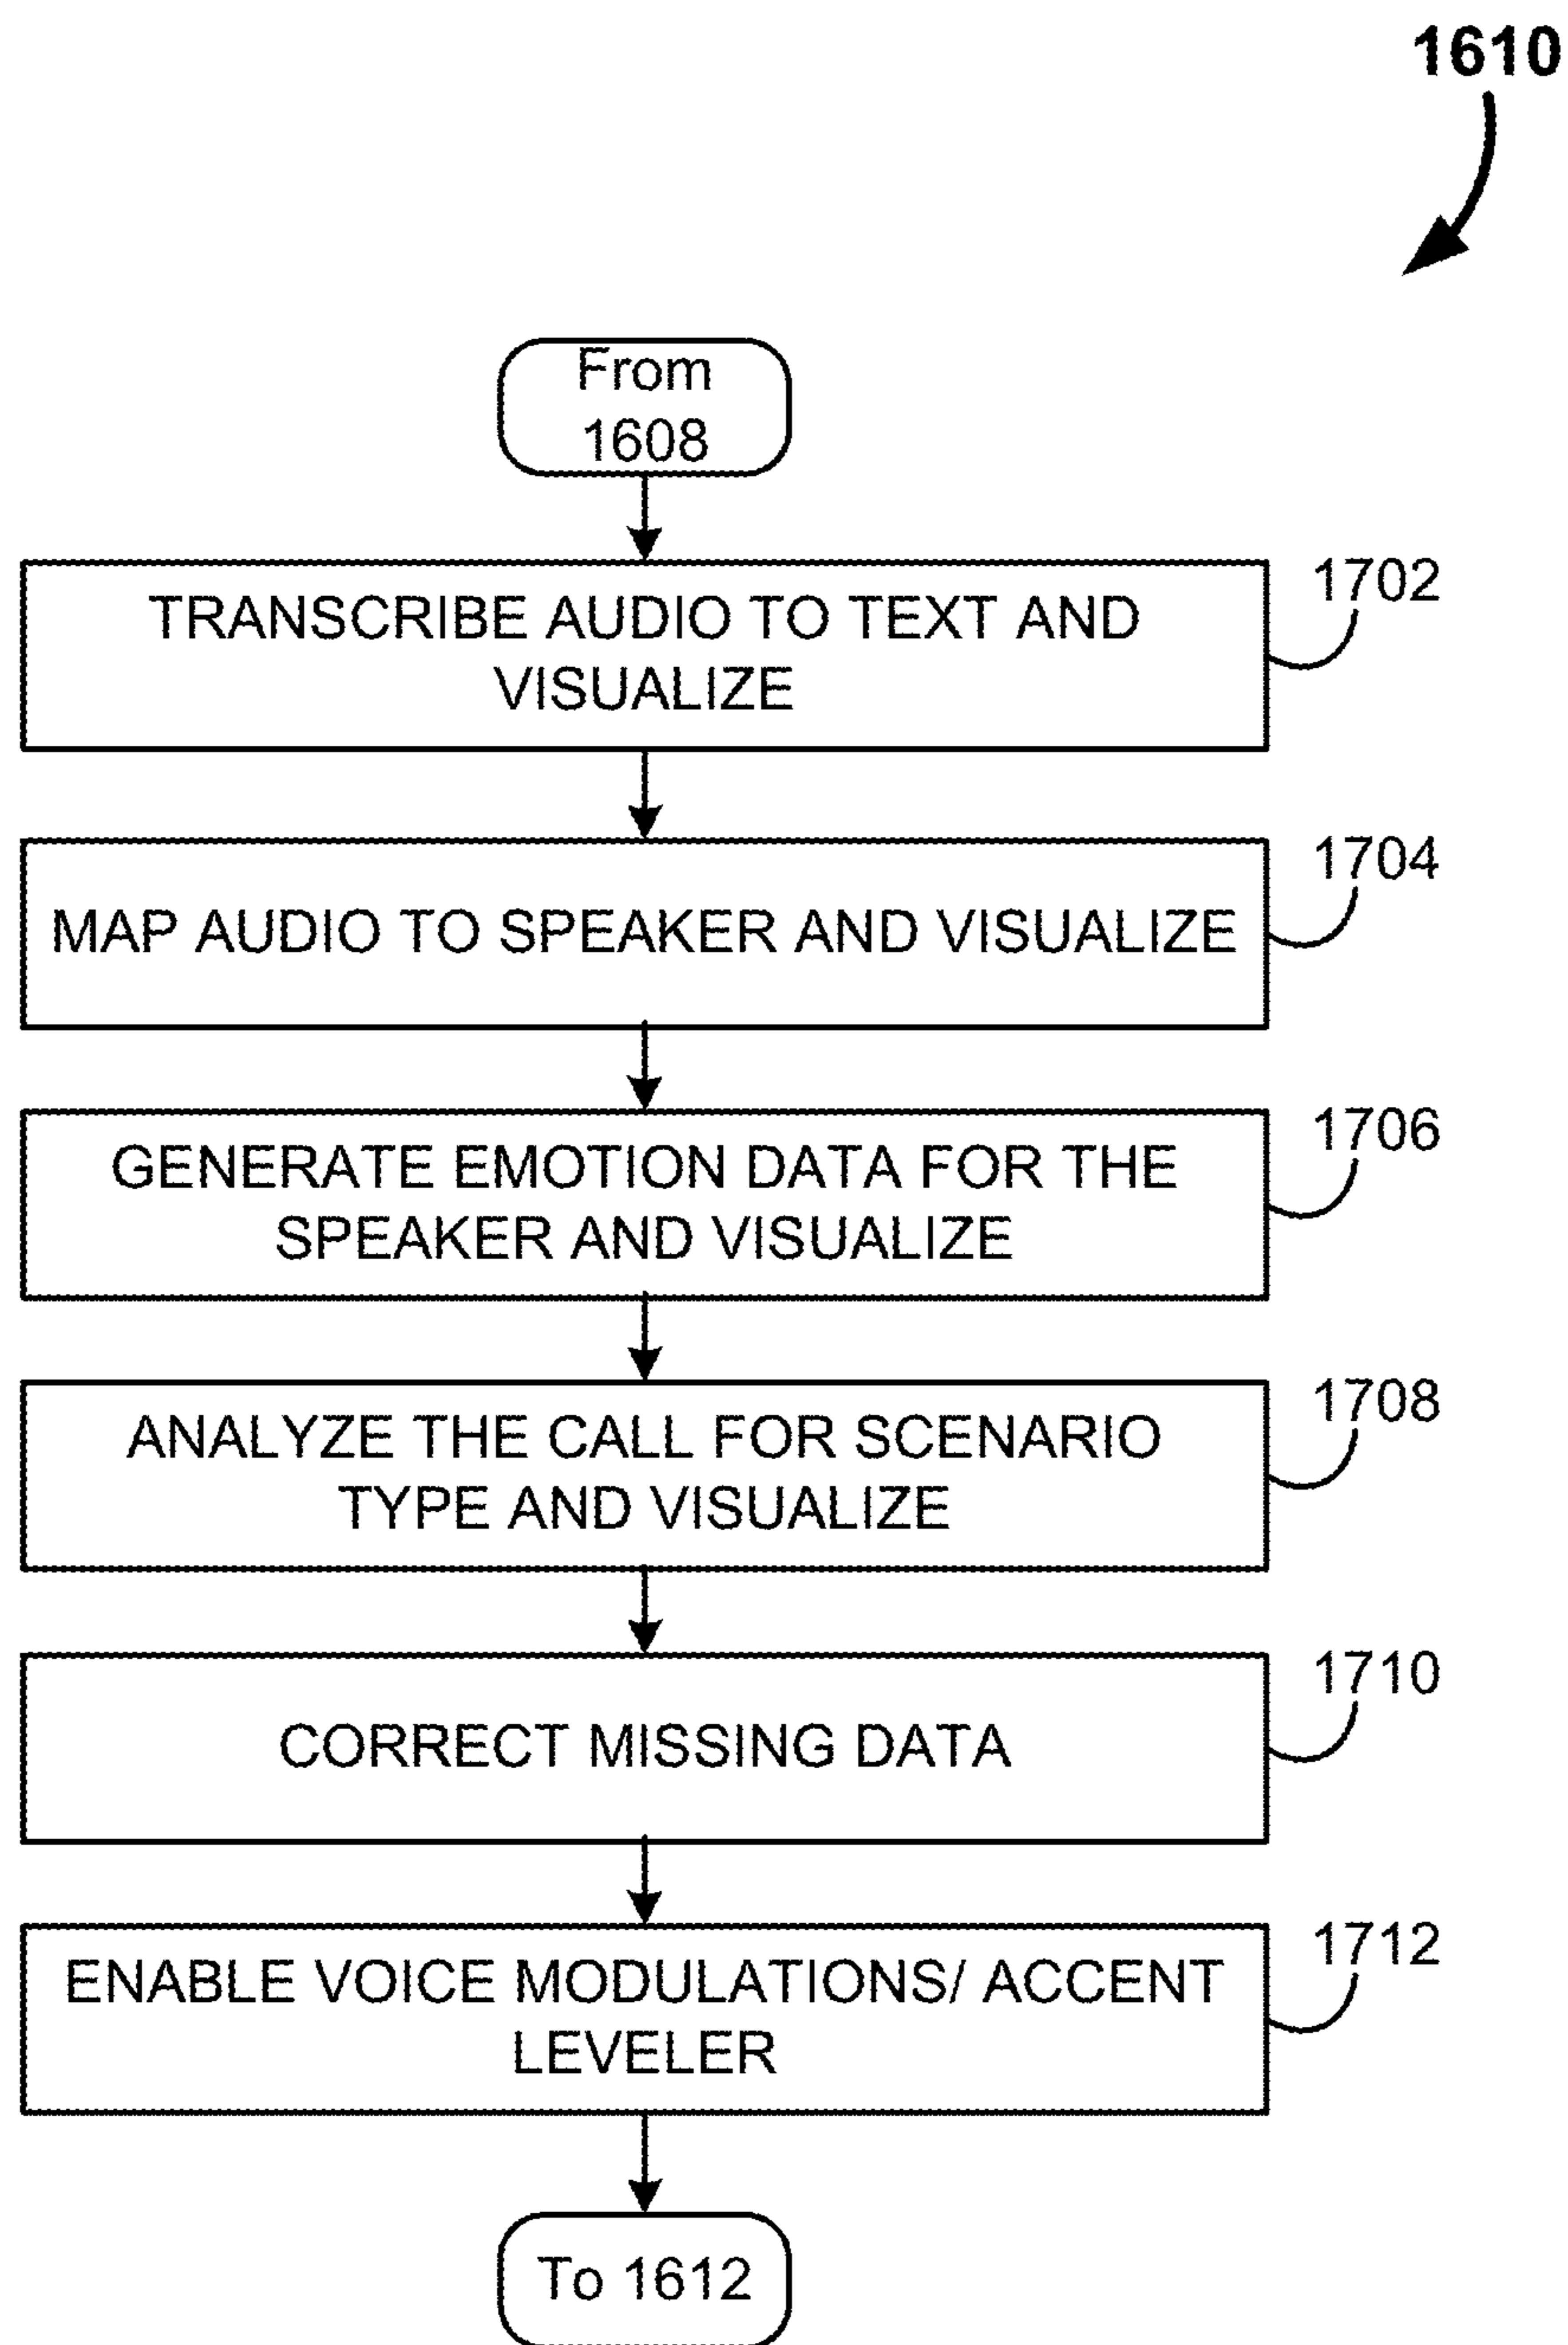 1610
From
1608
TRANSCRIBE AUDIO TO TEXT AND
VISUALIZE
1702
MAP AUDIO TO SPEAKER AND VISUALIZE
1704
GENERATE EMOTION DATA FOR THE
SPEAKER AND VISUALIZE
1706
ANALYZE THE CALL FOR SCENARIO
TYPE AND VISUALIZE
1708
CORRECT MISSING DATA
1710
ENABLE VOICE MODULATIONS/ ACCENT
LEVELER
1712
To 1612